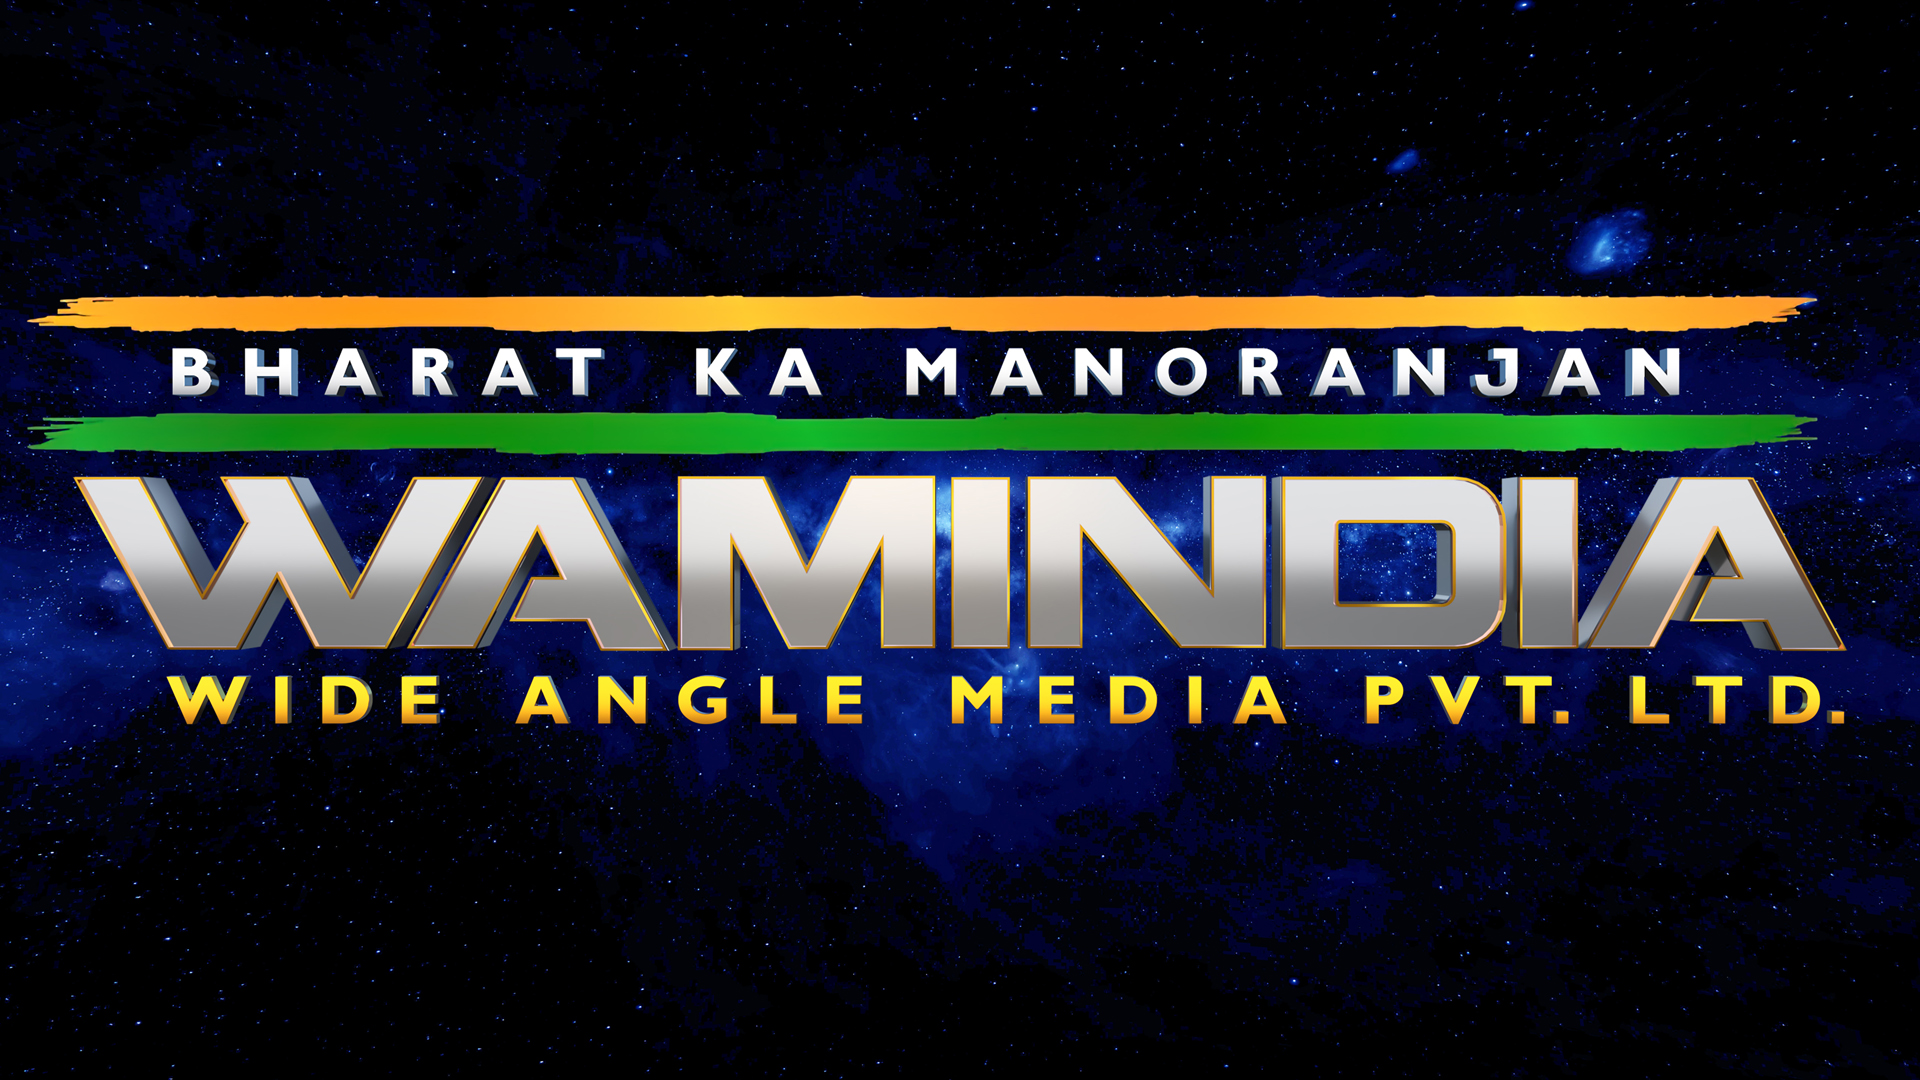 BHARAT KA MANORANJAN
WAMINDIA
WIDE ANGLE MEDIA PVT. LTD.